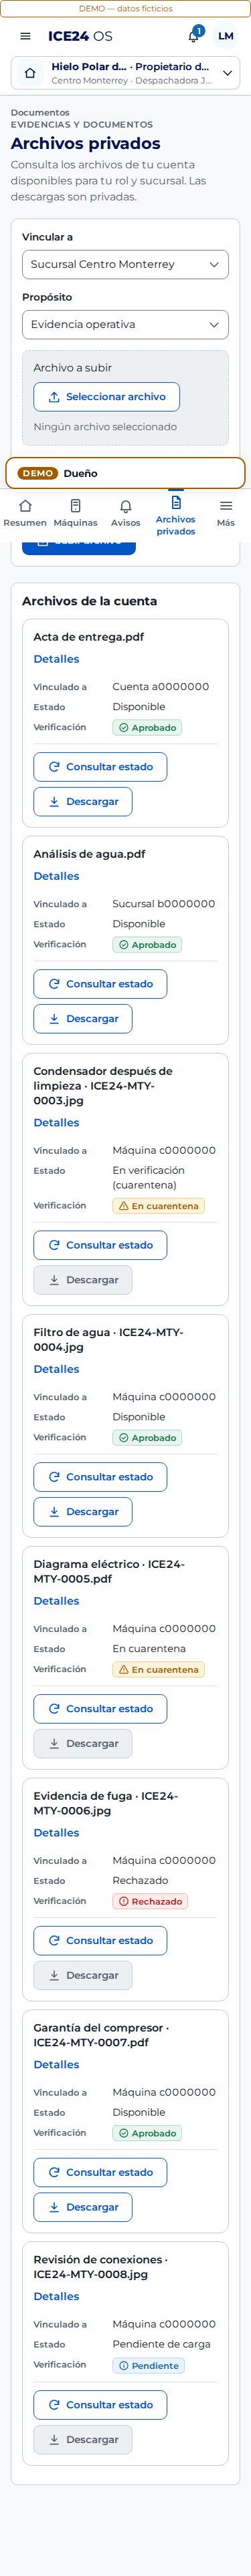 DEMO — datos ficticios
ICE24 OS
1
LM
Hielo Polar d... · Propietario d...
Centro Monterrey · Despachadora J...
Documentos
EVIDENCIAS Y DOCUMENTOS
Archivos privados
Consulta los archivos de tu cuenta
disponibles para tu rol y sucursal. Las
descargas son privadas.
Vincular a
Sucursal Centro Monterrey
Propósito
Evidencia operativa
Archivo a subir
Seleccionar archivo
Ningún archivo seleccionado
DEMO Dueño
Resumen
Máquinas
Avisos
Archivos
privados
Más
Archivos de la cuenta
Acta de entrega.pdf
Detalles
Vinculado a Cuenta a0000000
Estado Disponible
Verificación Aprobado
Consultar estado
Descargar
Análisis de agua.pdf
Detalles
Vinculado a Sucursal b0000000
Estado Disponible
Verificación Aprobado
Consultar estado
Descargar
Condensador después de
limpieza · ICE24-MTY-
0003.jpg
Detalles
Vinculado a Máquina c0000000
Estado En verificación
(cuarentena)
Verificación En cuarentena
Consultar estado
Descargar
Filtro de agua · ICE24-MTY-
0004.jpg
Detalles
Vinculado a Máquina c0000000
Estado Disponible
Verificación Aprobado
Consultar estado
Descargar
Diagrama eléctrico · ICE24-
MTY-0005.pdf
Detalles
Vinculado a Máquina c0000000
Estado En cuarentena
Verificación En cuarentena
Consultar estado
Descargar
Evidencia de fuga · ICE24-
MTY-0006.jpg
Detalles
Vinculado a Máquina c0000000
Estado Rechazado
Verificación Rechazado
Consultar estado
Descargar
Garantía del compresor ·
ICE24-MTY-0007.pdf
Detalles
Vinculado a Máquina c0000000
Estado Disponible
Verificación Aprobado
Consultar estado
Descargar
Revisión de conexiones ·
ICE24-MTY-0008.jpg
Detalles
Vinculado a Máquina c0000000
Estado Pendiente de carga
Verificación Pendiente
Consultar estado
Descargar